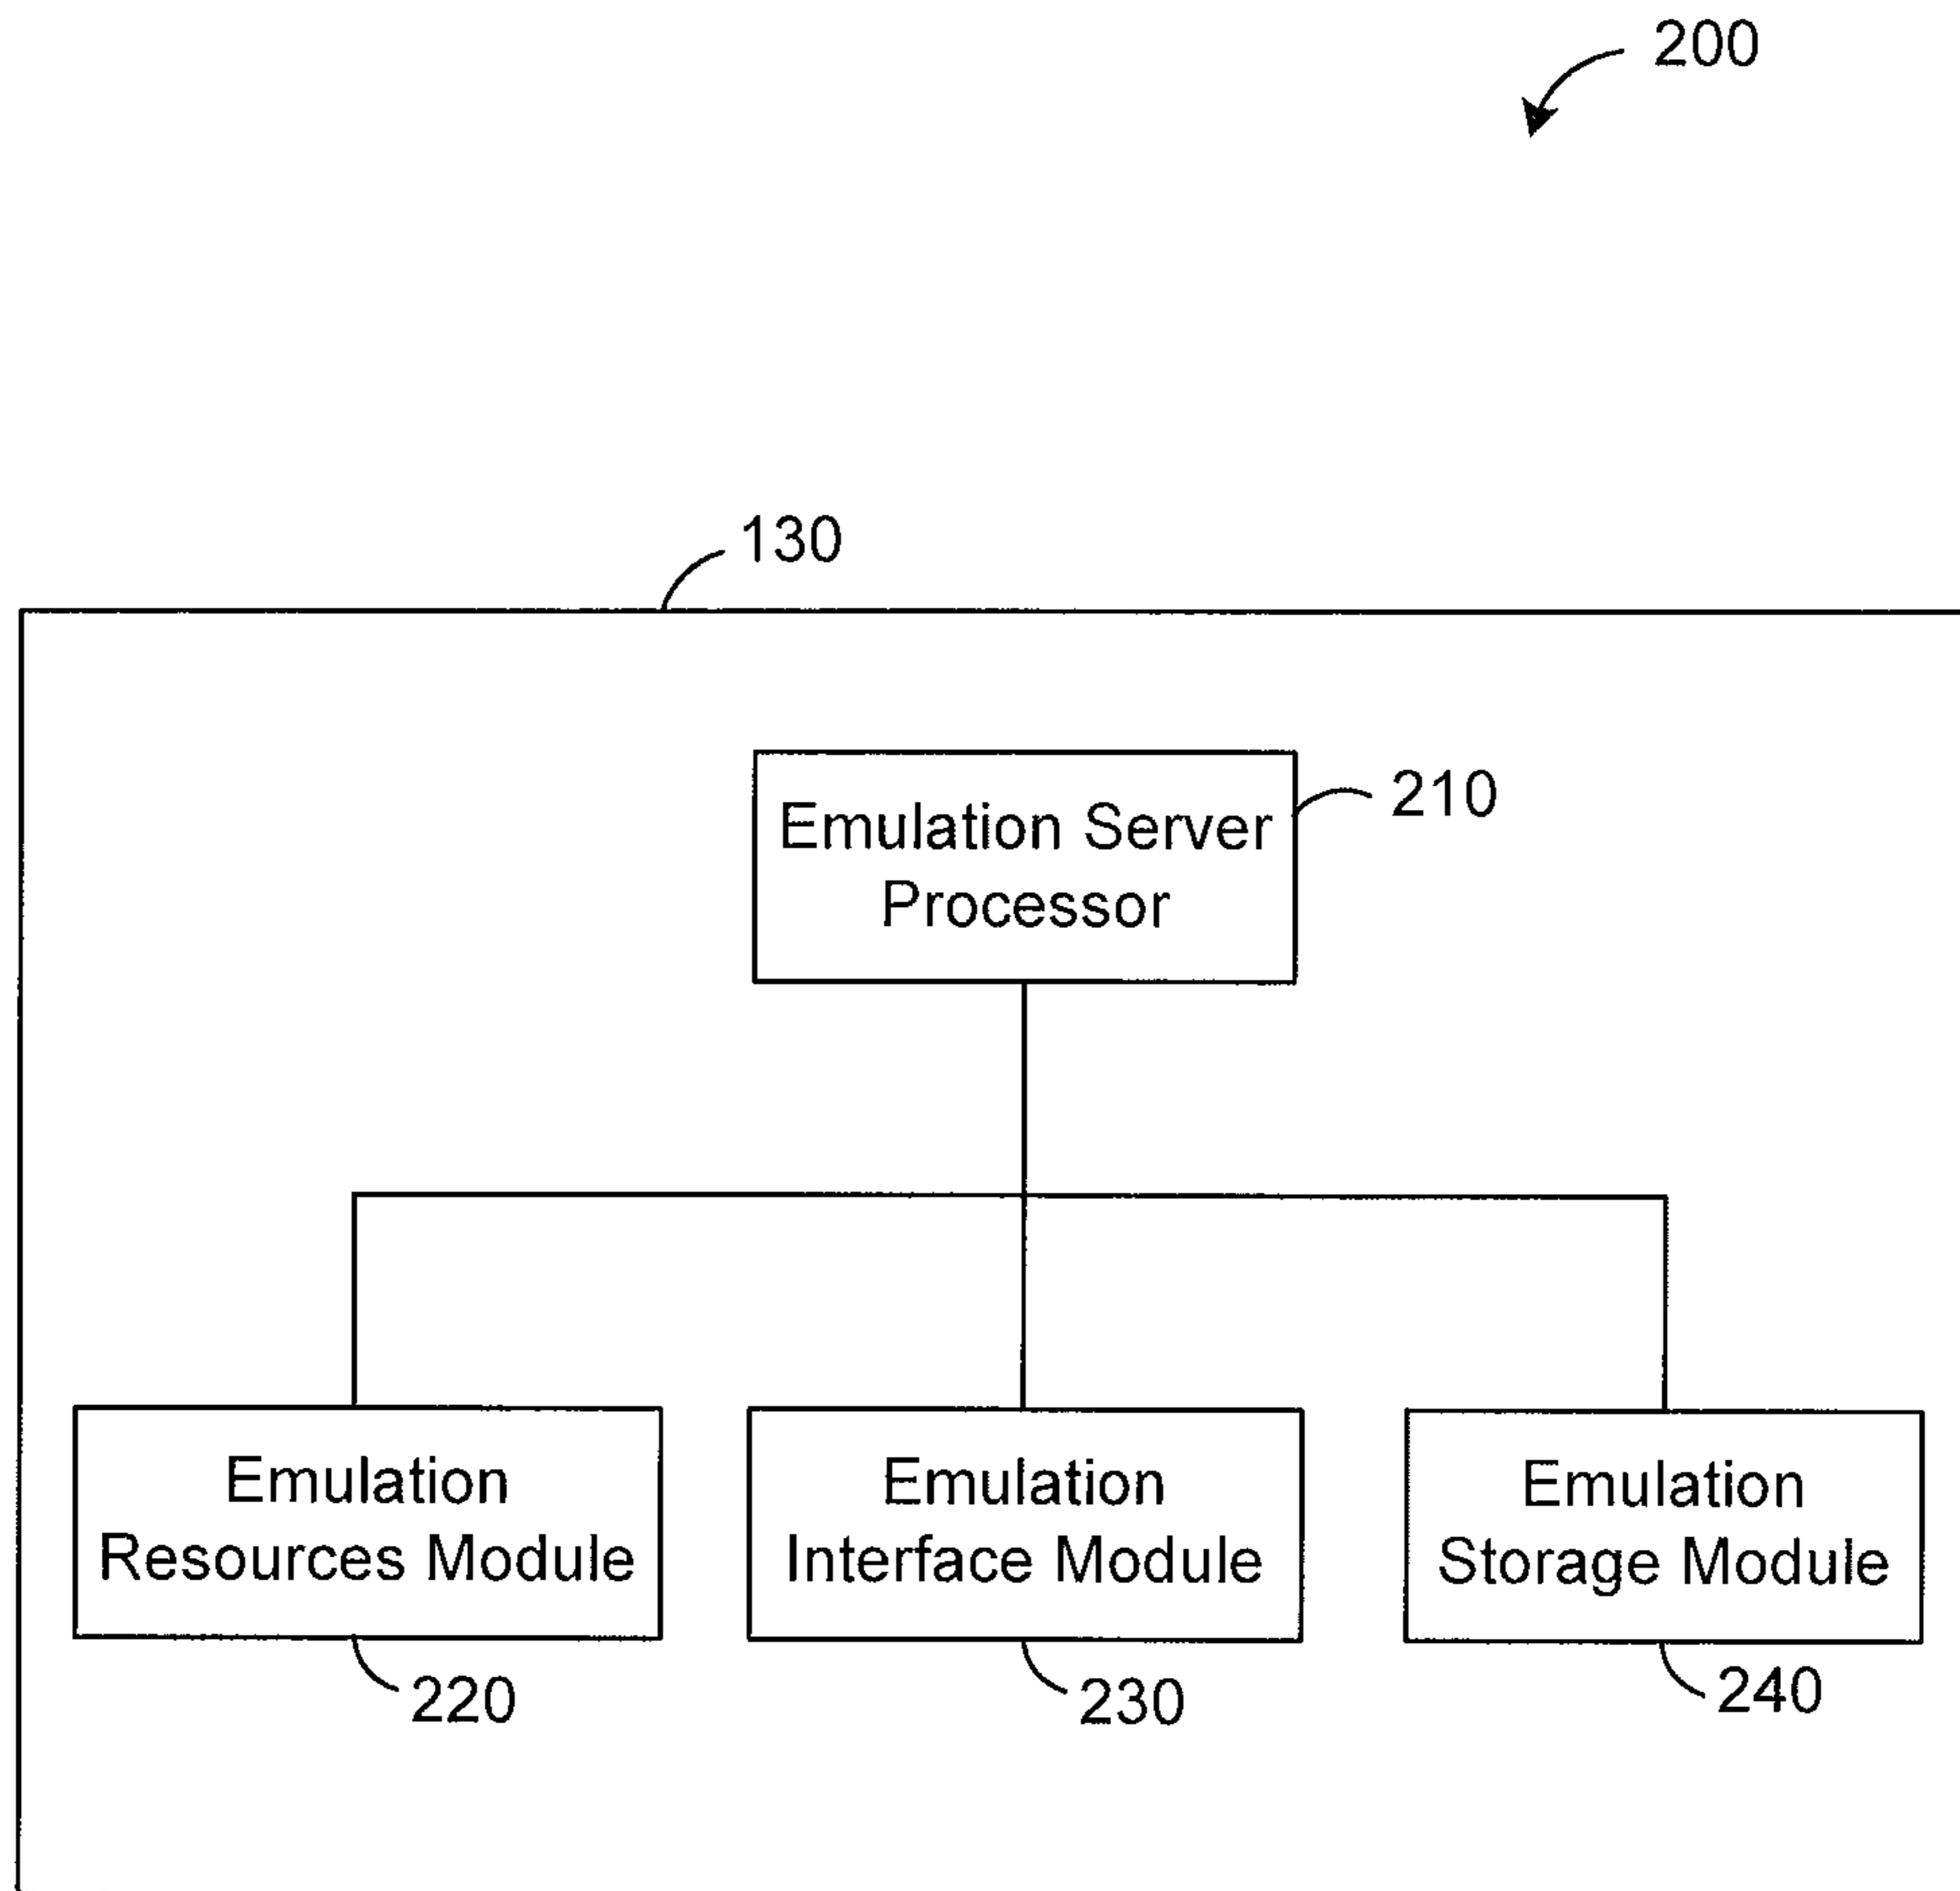 200
130
Emulation Server
Processor
210
Emulation
Resources Module
Emulation
Interface Module
Emulation
Storage Module
220
230
240